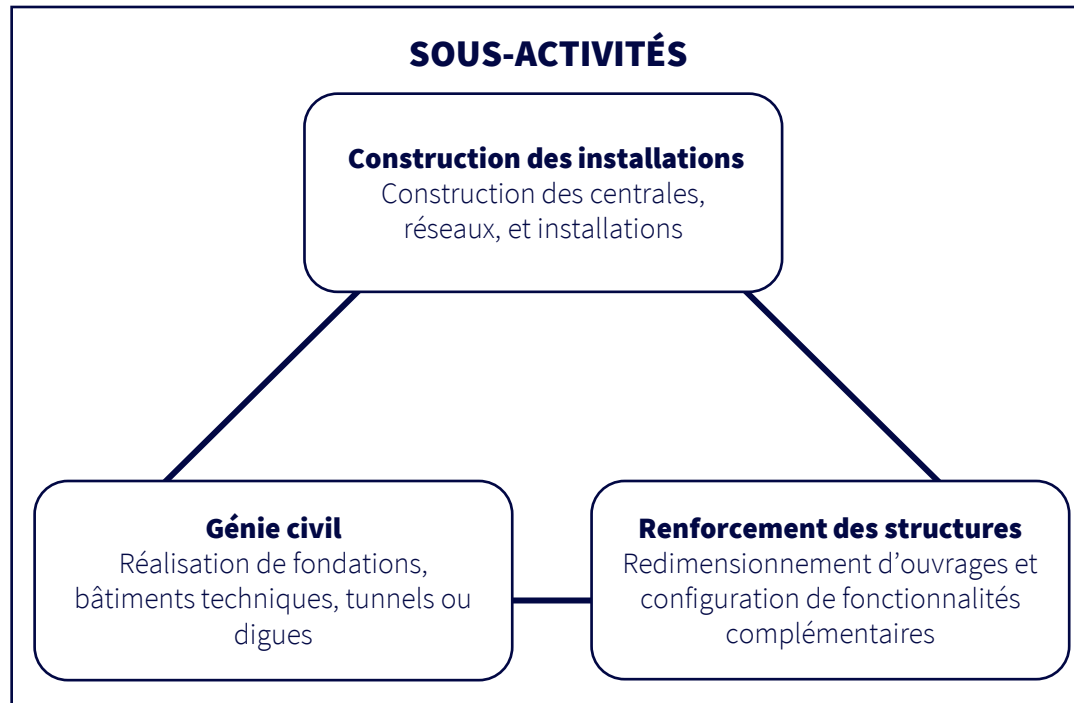 SOUS-ACTIVITÉS
Construction des installations
Construction des centrales,
réseaux, et installations
Génie civil
Réalisation de fondations,
bâtiments techniques, tunnels ou
digues
Renforcement des structures
Redimensionnement d’ouvrages et
configuration de fonctionnalités
complémentaires